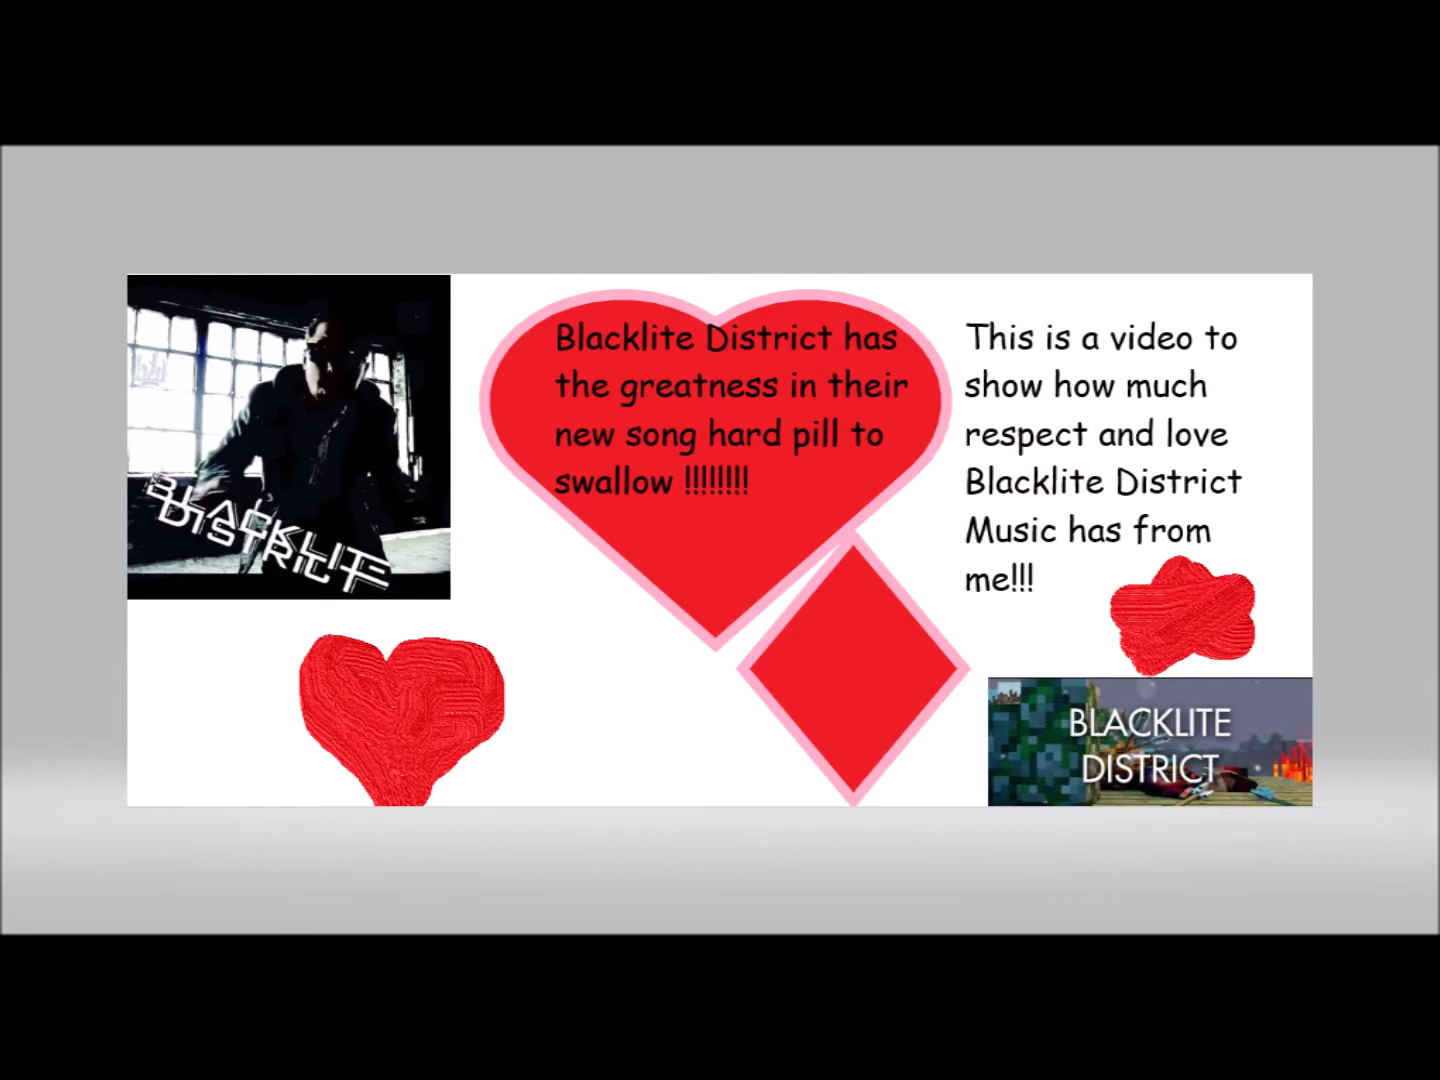 Blacklite District has
the greatness in their
new song hard pill to
swallow !!!!!!!!
This is a video to
show how much
respect and love
Blacklite District
Music has from
me!!!
BLACKLITE
DISTRICT
BLACKLITE
DISTRICT